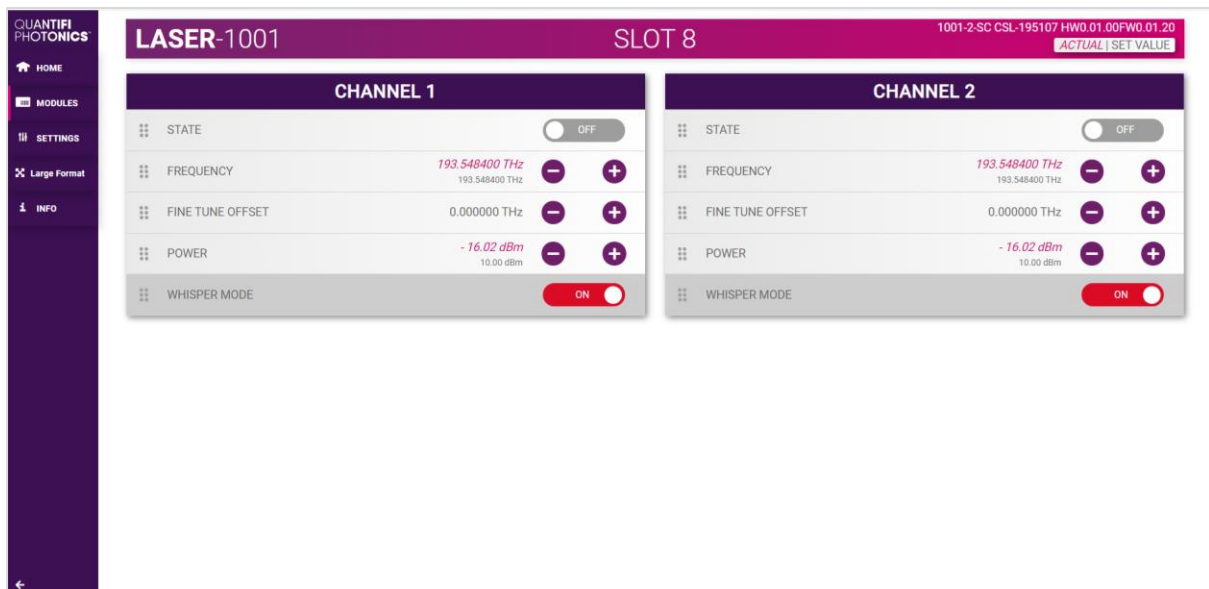 QUANTIFI
PHOTONICS
HOME
MODULES
SETTINGS
Large Format
INFO
LASER-1001
SLOT 8
1001-2-SC CSL-195107 HW0.01.00FW0.01.20
ACTUAL | SET VALUE
CHANNEL 1
STATE OFF
FREQUENCY 193.548400 THz
193.548400 THz
FINE TUNE OFFSET 0.000000 THz
POWER - 16.02 dBm
10.00 dBm
WHISPER MODE ON
CHANNEL 2
STATE OFF
FREQUENCY 193.548400 THz
193.548400 THz
FINE TUNE OFFSET 0.000000 THz
POWER - 16.02 dBm
10.00 dBm
WHISPER MODE ON